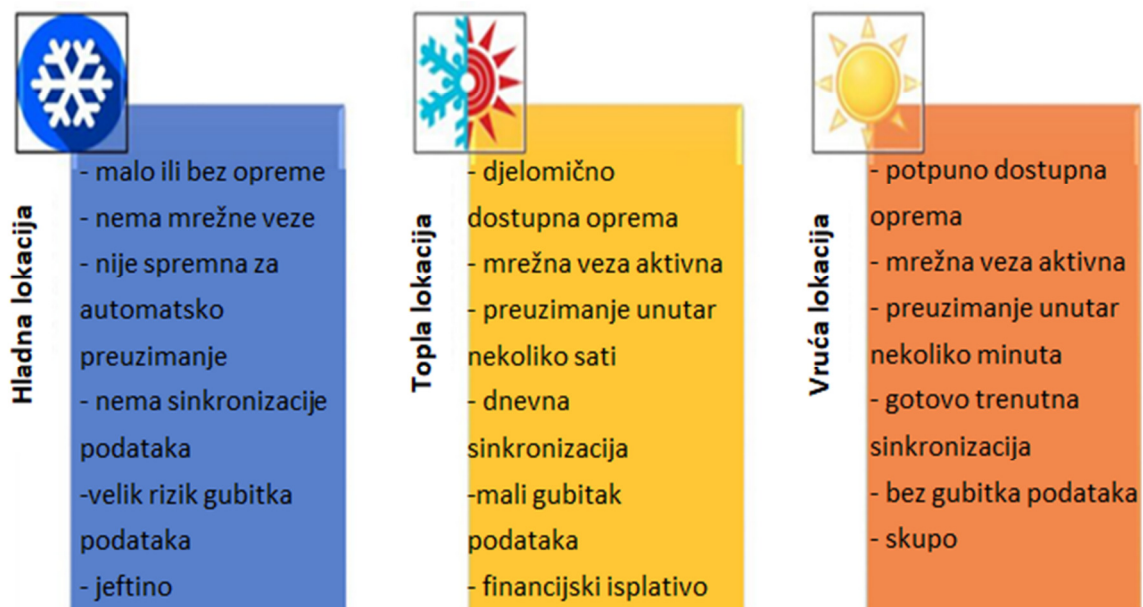 Hladna lokacija
- malo ili bez opreme
- nema mrežne veze
- nije spremna za
automatsko
preuzimanje
- nema sinkronizacije
podataka
-velik rizik gubitka
podataka
- jeftino
Topla lokacija
- djelomično
dostupna oprema
- mrežna veza aktivna
- preuzimanje unutar
nekoliko sati
- dnevna
sinkronizacija
-mali gubitak
podataka
- financijski isplativo
Vruća lokacija
- potpuno dostupna
oprema
- mrežna veza aktivna
- preuzimanje unutar
nekoliko minuta
- gotovo trenutna
sinkronizacija
- bez gubitka podataka
- skupo